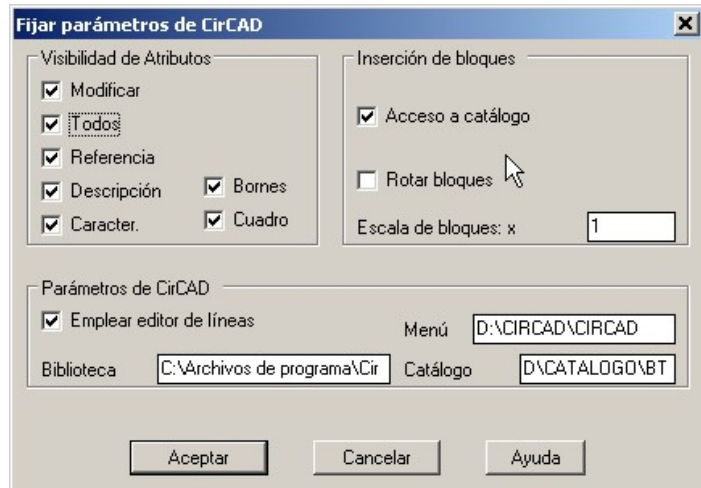 Fijar parámetros de CirCAD
Visibilidad de Atributos
Modificar
Todos
Referencia
Descripción
Bornes
Caracter.
Cuadro
Inserción de bloques
Acceso a catálogo
Rotar bloques
Escala de bloques: x 1
Parámetros de CirCAD
Emplear editor de líneas
Menú D:\CIRCAD\CIRCAD
Biblioteca C:\Archivos de programa\Cir
Catálogo D\CATALOGO\BT
Aceptar
Cancelar
Ayuda